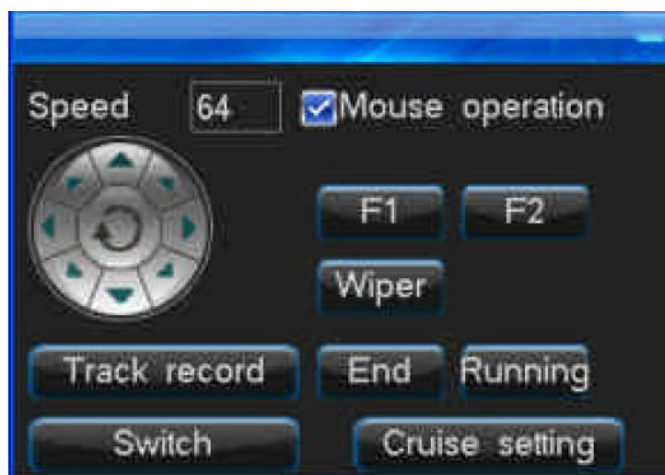 Speed 64 Mouse operation
F1 F2
Wiper
Track record End Running
Switch Cruise setting